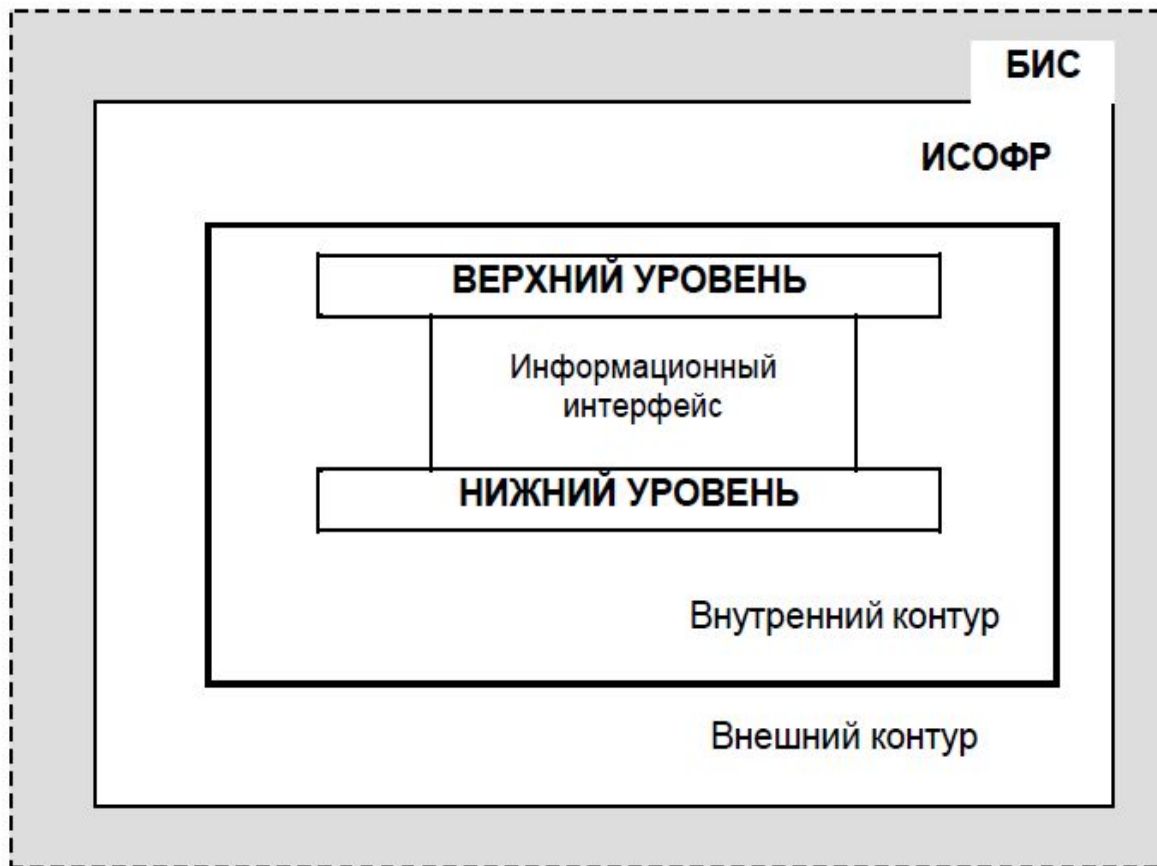 БИС
ИСОФР
ВЕРХНИЙ УРОВЕНЬ
Информационный
интерфейс
НИЖНИЙ УРОВЕНЬ
Внутренний контур
Внешний контур